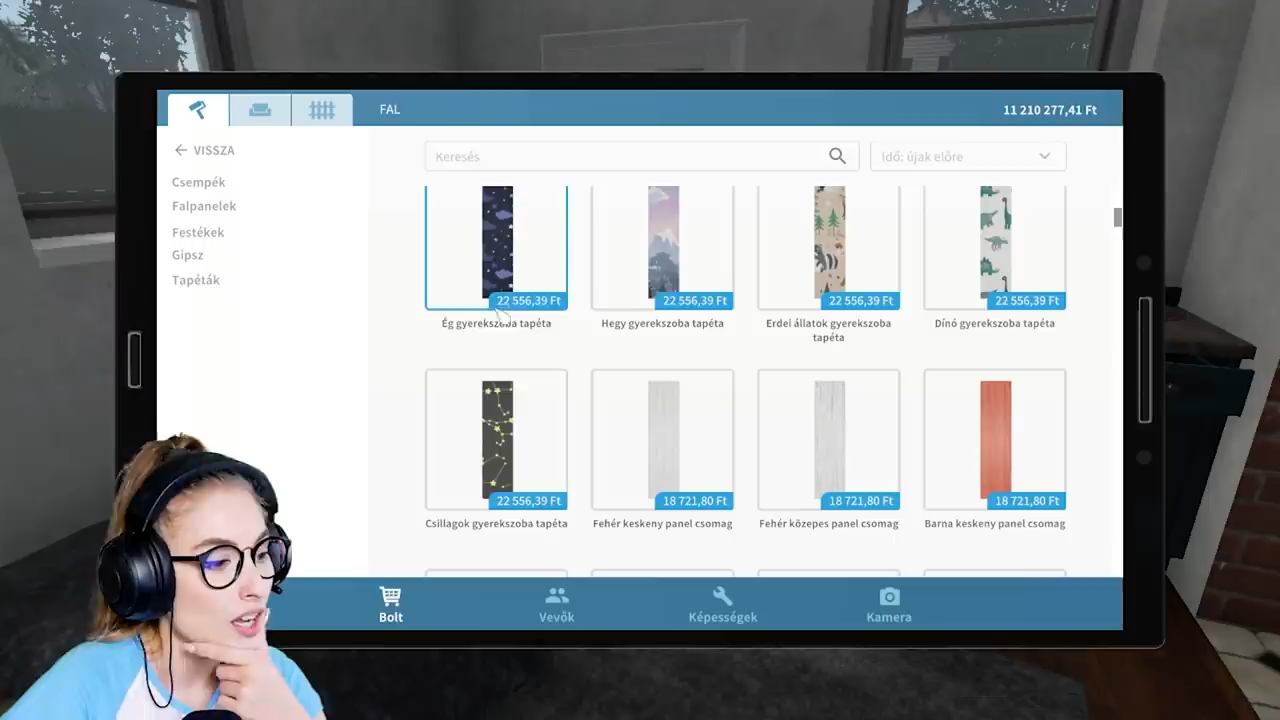 FAL
11 210 277,41 Ft
VISSZA
Csempék
Falpanelek
Festékek
Gipsz
Tapéták
Keresés
Idő: újak előre
22 556,39 Ft
22 556,39 Ft
22 556,39 Ft
22 556,39 Ft
Ég gyerekszoba tapéta
Hegy gyerekszoba tapéta
Erdei állatok gyerekszoba
tapéta
Dínó gyerekszoba tapéta
22 556,39 Ft
18 721,80 Ft
18 721,80 Ft
18 721,80 Ft
Csillagok gyerekszoba tapéta
Fehér keskeny panel csomag
Fehér közepes panel csomag
Barna keskeny panel csomag
Bolt
Vevők
Képességek
Kamera